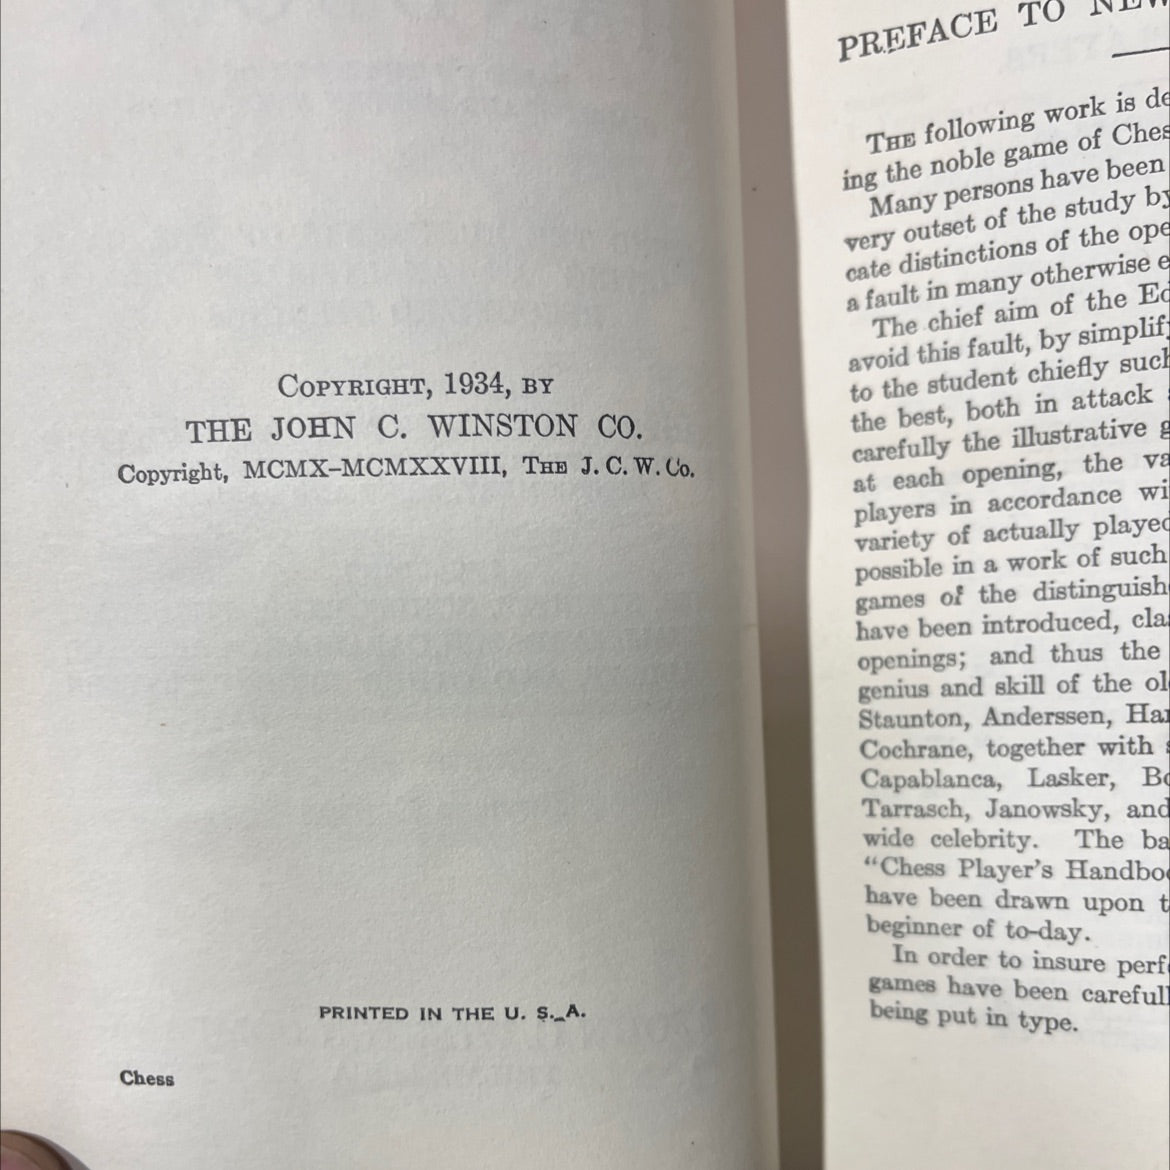 COPYRIGHT, 1934, BY
THE JOHN C. WINSTON CO.
Copyright, MCMX–MCMXXVIII, THE J. C. W. Co.
PRINTED IN THE U. S. A.
Chess
PREFACE TO NEW
THE following work is de
ing the noble game of Ches
Many persons have been
very outset of the study by
cate distinctions of the ope
a fault in many otherwise e
The chief aim of the Ed
avoid this fault, by simplify
to the student chiefly such
the best, both in attack
carefully the illustrative g
at each opening, the va
players in accordance wi
variety of actually played
possible in a work of such
games of the distinguish
have been introduced, cla
openings; and thus the
genius and skill of the ol
Staunton, Anderssen, Har
Cochrane, together with s
Capablanca, Lasker, Bo
Tarrasch, Janowsky, and
wide celebrity. The ba
“Chess Player’s Handboo
have been drawn upon t
beginner of to-day.
In order to insure perf
games have been carefull
being put in type.